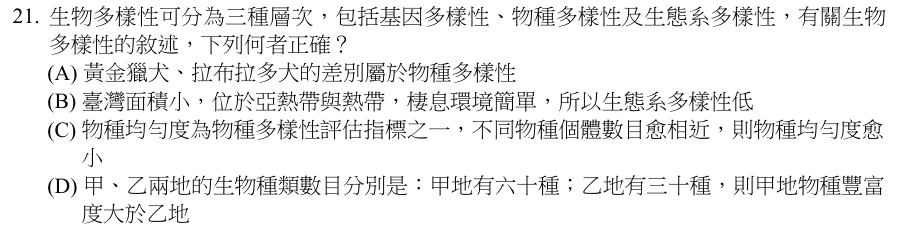 21. 生物多樣性可分為三種層次，包括基因多樣性、物種多樣性及生態系多樣性，有關生物
多樣性的敘述，下列何者正確？
(A) 黃金獵犬、拉布拉多犬的差別屬於物種多樣性
(B) 臺灣面積小，位於亞熱帶與熱帶，棲息環境簡單，所以生態系多樣性低
(C) 物種均勻度為物種多樣性評估指標之一，不同物種個體數目愈相近，則物種均勻度愈
小
(D) 甲、乙兩地的生物種類數目分別是：甲地有六十種；乙地有三十種，則甲地物種豐富
度大於乙地